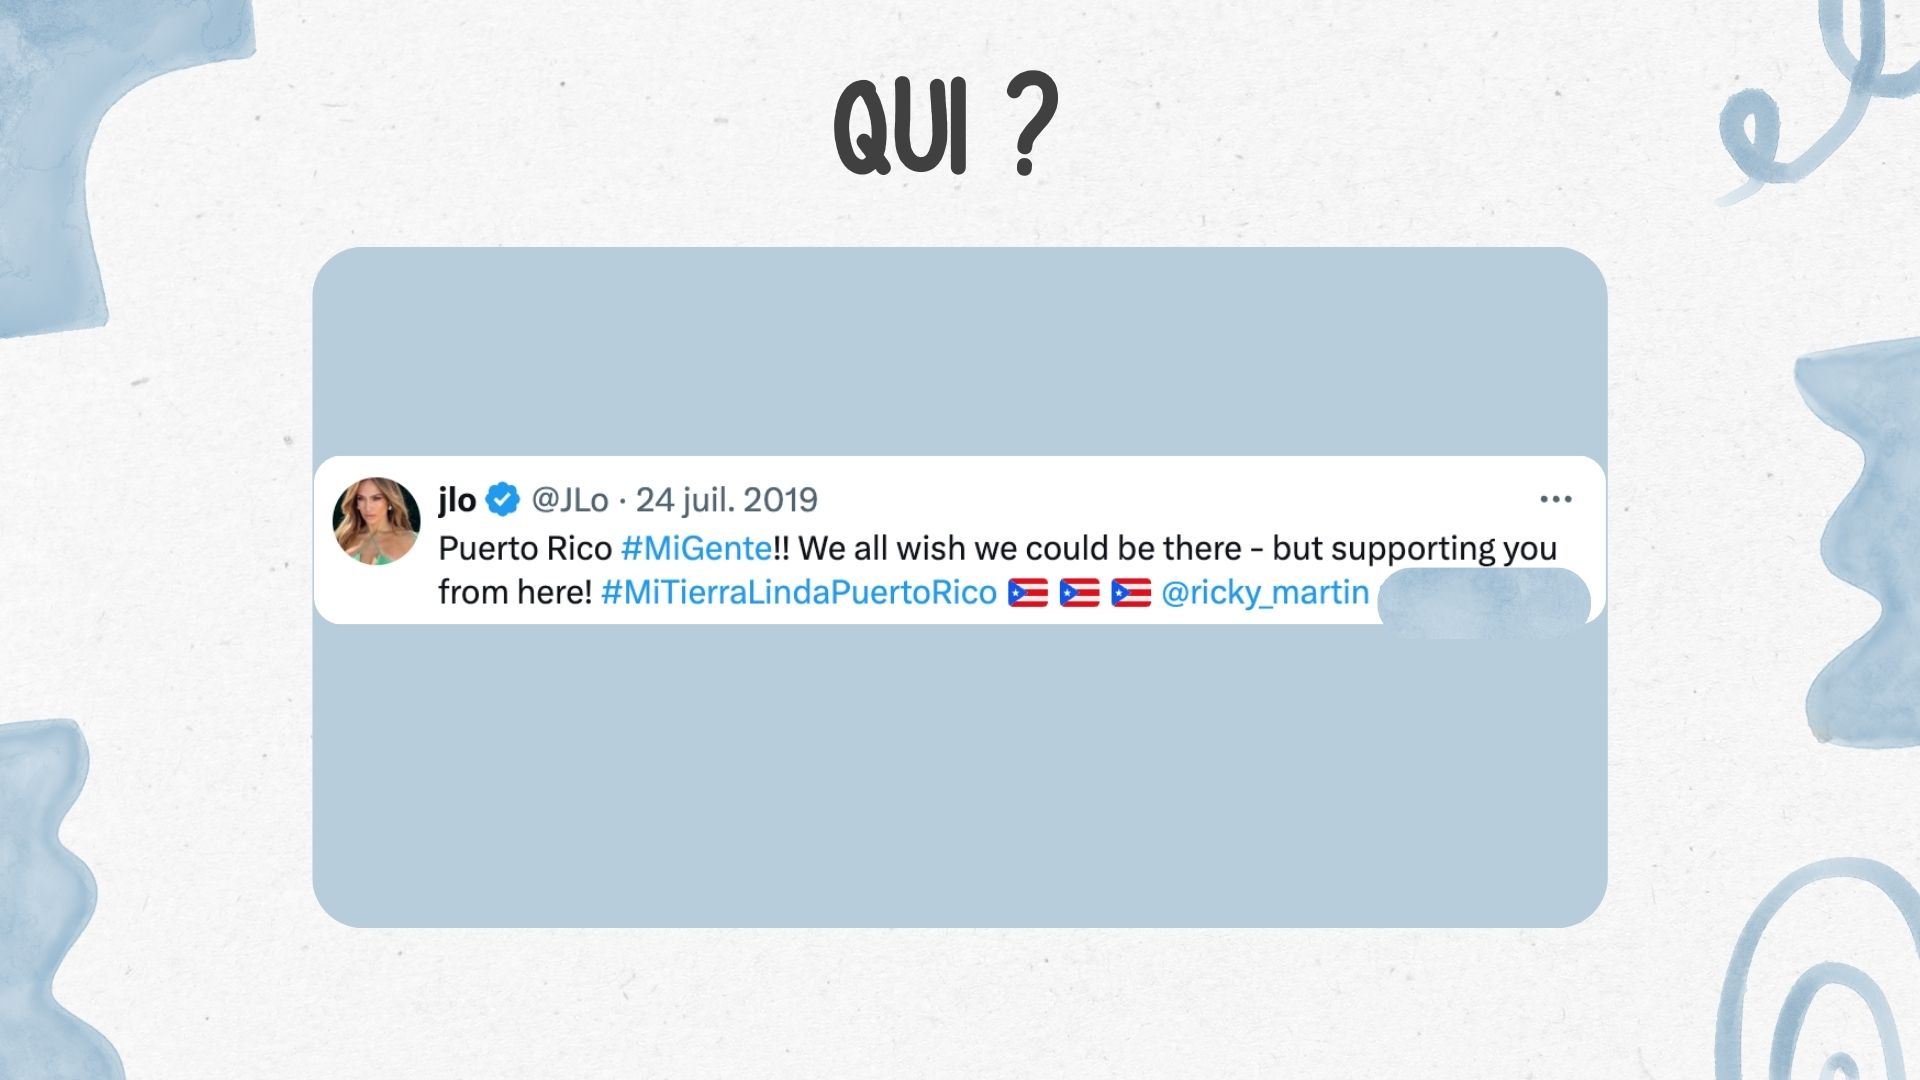 QUI ?
jlo @JLo · 24 juil. 2019
Puerto Rico #MiGente!! We all wish we could be there - but supporting you
from here! #MiTierraLindaPuertoRico 🇵🇷 🇵🇷 🇵🇷 @ricky_martin